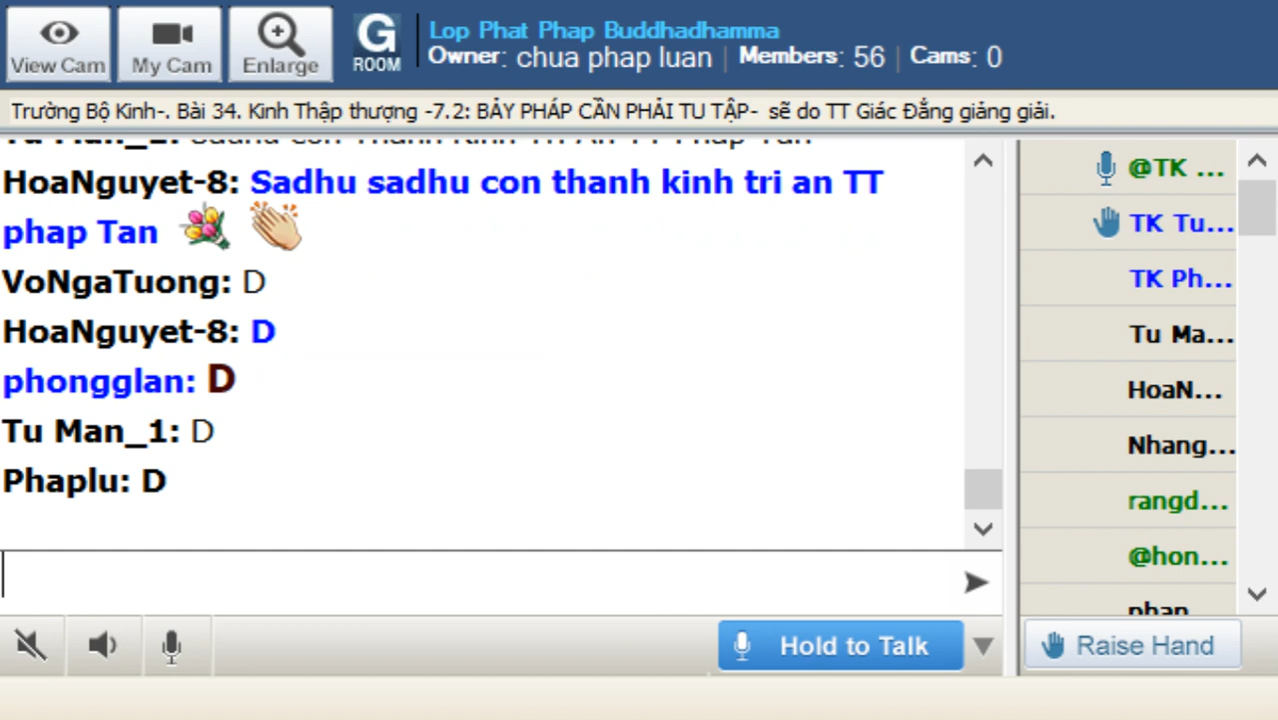 View Cam
My Cam
Enlarge
G
ROOM
Lop Phat Phap Buddhadhamma
Owner: chua phap luan | Members: 56 | Cams: 0
Trường Bộ Kinh-. Bài 34. Kinh Thập thượng -7.2: BẢY PHÁP CẦN PHẢI TU TẬP- sẽ do TT Giác Đẳng giảng giải.
HoaNguyet-8: Sadhu sadhu con thanh kinh tri an TT
phap Tan
VoNgaTuong: D
HoaNguyet-8: D
phongglan: D
Tu Man_1: D
Phaplu: D
@TK ...
TK Tu...
TK Ph...
Tu Ma...
HoaN...
Nhang...
rangd...
@hon...
Hold to Talk
Raise Hand